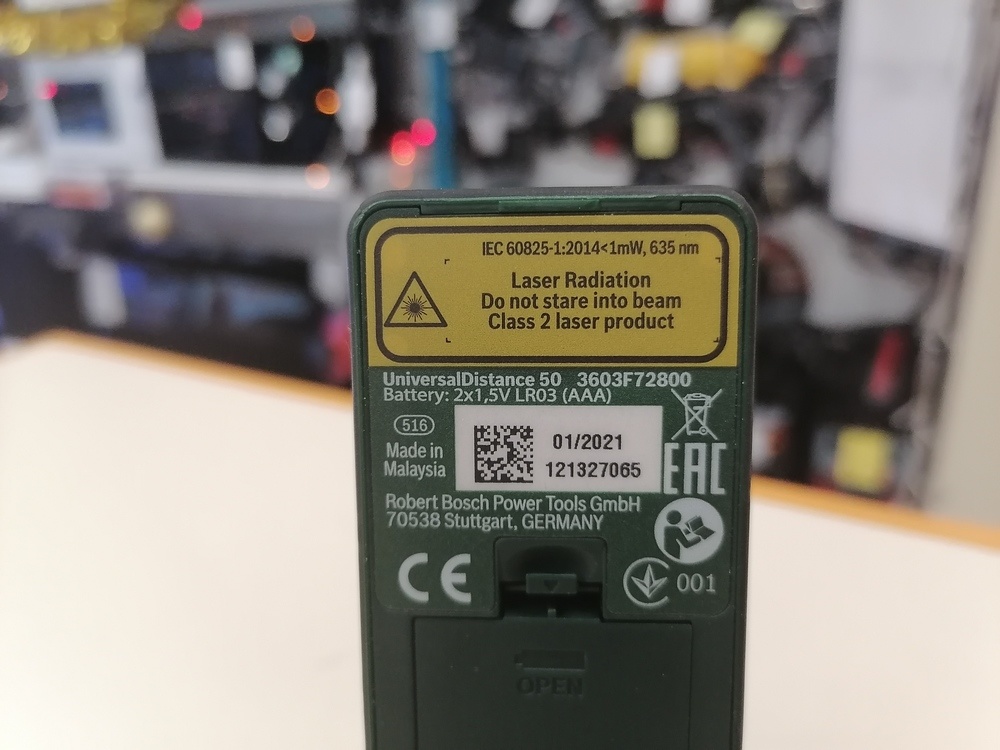 IEC 60825-1:2014<1mW, 635 nm
Laser Radiation
Do not stare into beam
Class 2 laser product
UniversalDistance 50 3603F72800
Battery: 2x1,5V LR03 (AAA)
516
Made in
Malaysia
01/2021
121327065
EAC
Robert Bosch Power Tools GmbH
70538 Stuttgart, GERMANY
CE
001
OPEN